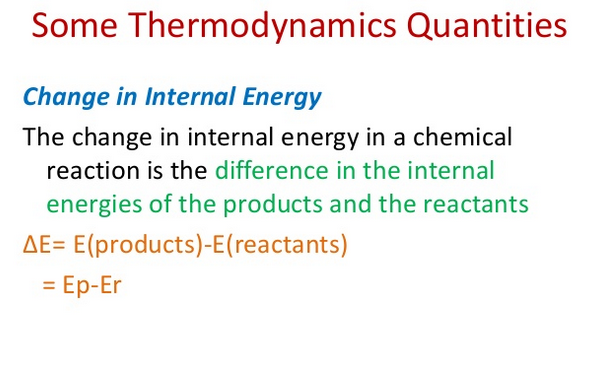 Some Thermodynamics Quantities
Change in Internal Energy
The change in internal energy in a chemical
reaction is the difference in the internal
energies of the products and the reactants
ΔE= E(products)-E(reactants)
= Ep-Er